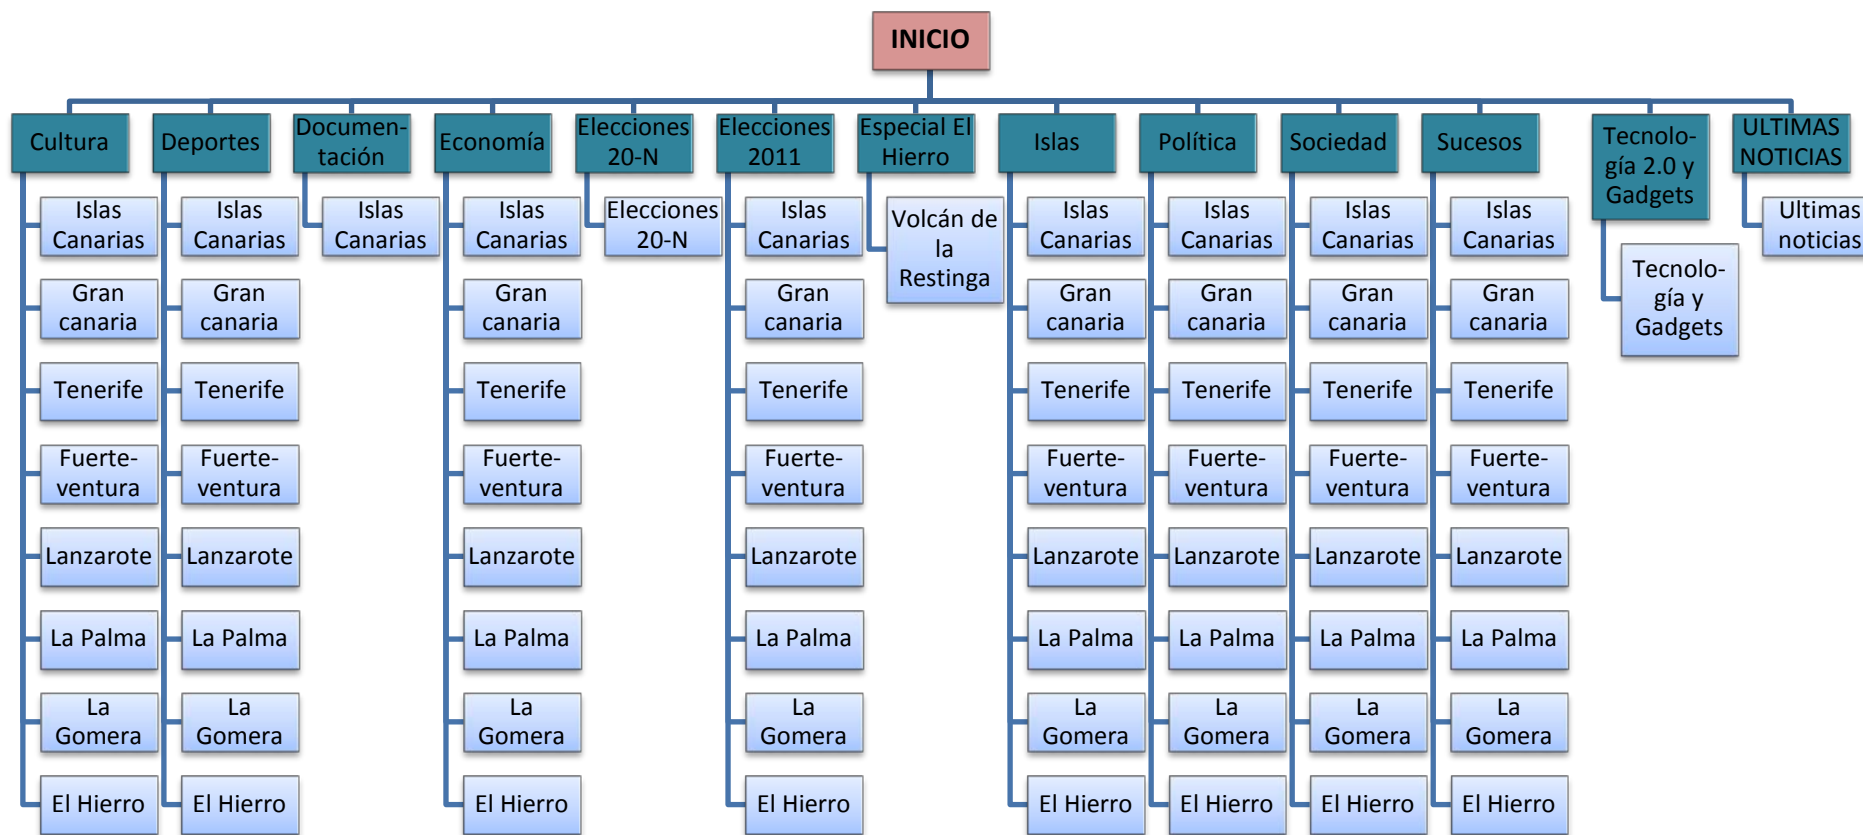 INICIO
Cultura
Islas
Canarias
Gran
canaria
Tenerife
Fuerte-
ventura
Lanzarote
La Palma
La
Gomera
El Hierro
Deportes
Islas
Canarias
Gran
canaria
Tenerife
Fuerte-
ventura
Lanzarote
La Palma
La
Gomera
El Hierro
Documen-
tación
Islas
Canarias
Economía
Islas
Canarias
Gran
canaria
Tenerife
Fuerte-
ventura
Lanzarote
La Palma
La
Gomera
El Hierro
Elecciones
20-N
Elecciones
20-N
Elecciones
2011
Islas
Canarias
Gran
canaria
Tenerife
Fuerte-
ventura
Lanzarote
La Palma
La
Gomera
El Hierro
Especial El
Hierro
Volcán de
la
Restinga
Islas
Islas
Canarias
Gran
canaria
Tenerife
Fuerte-
ventura
Lanzarote
La Palma
La
Gomera
El Hierro
Política
Islas
Canarias
Gran
canaria
Tenerife
Fuerte-
ventura
Lanzarote
La Palma
La
Gomera
El Hierro
Sociedad
Islas
Canarias
Gran
canaria
Tenerife
Fuerte-
ventura
Lanzarote
La Palma
La
Gomera
El Hierro
Sucesos
Islas
Canarias
Gran
canaria
Tenerife
Fuerte-
ventura
Lanzarote
La Palma
La
Gomera
El Hierro
Tecnolo-
gía 2.0 y
Gadgets
Tecnolo-
gía y
Gadgets
ULTIMAS
NOTICIAS
Ultimas
noticias